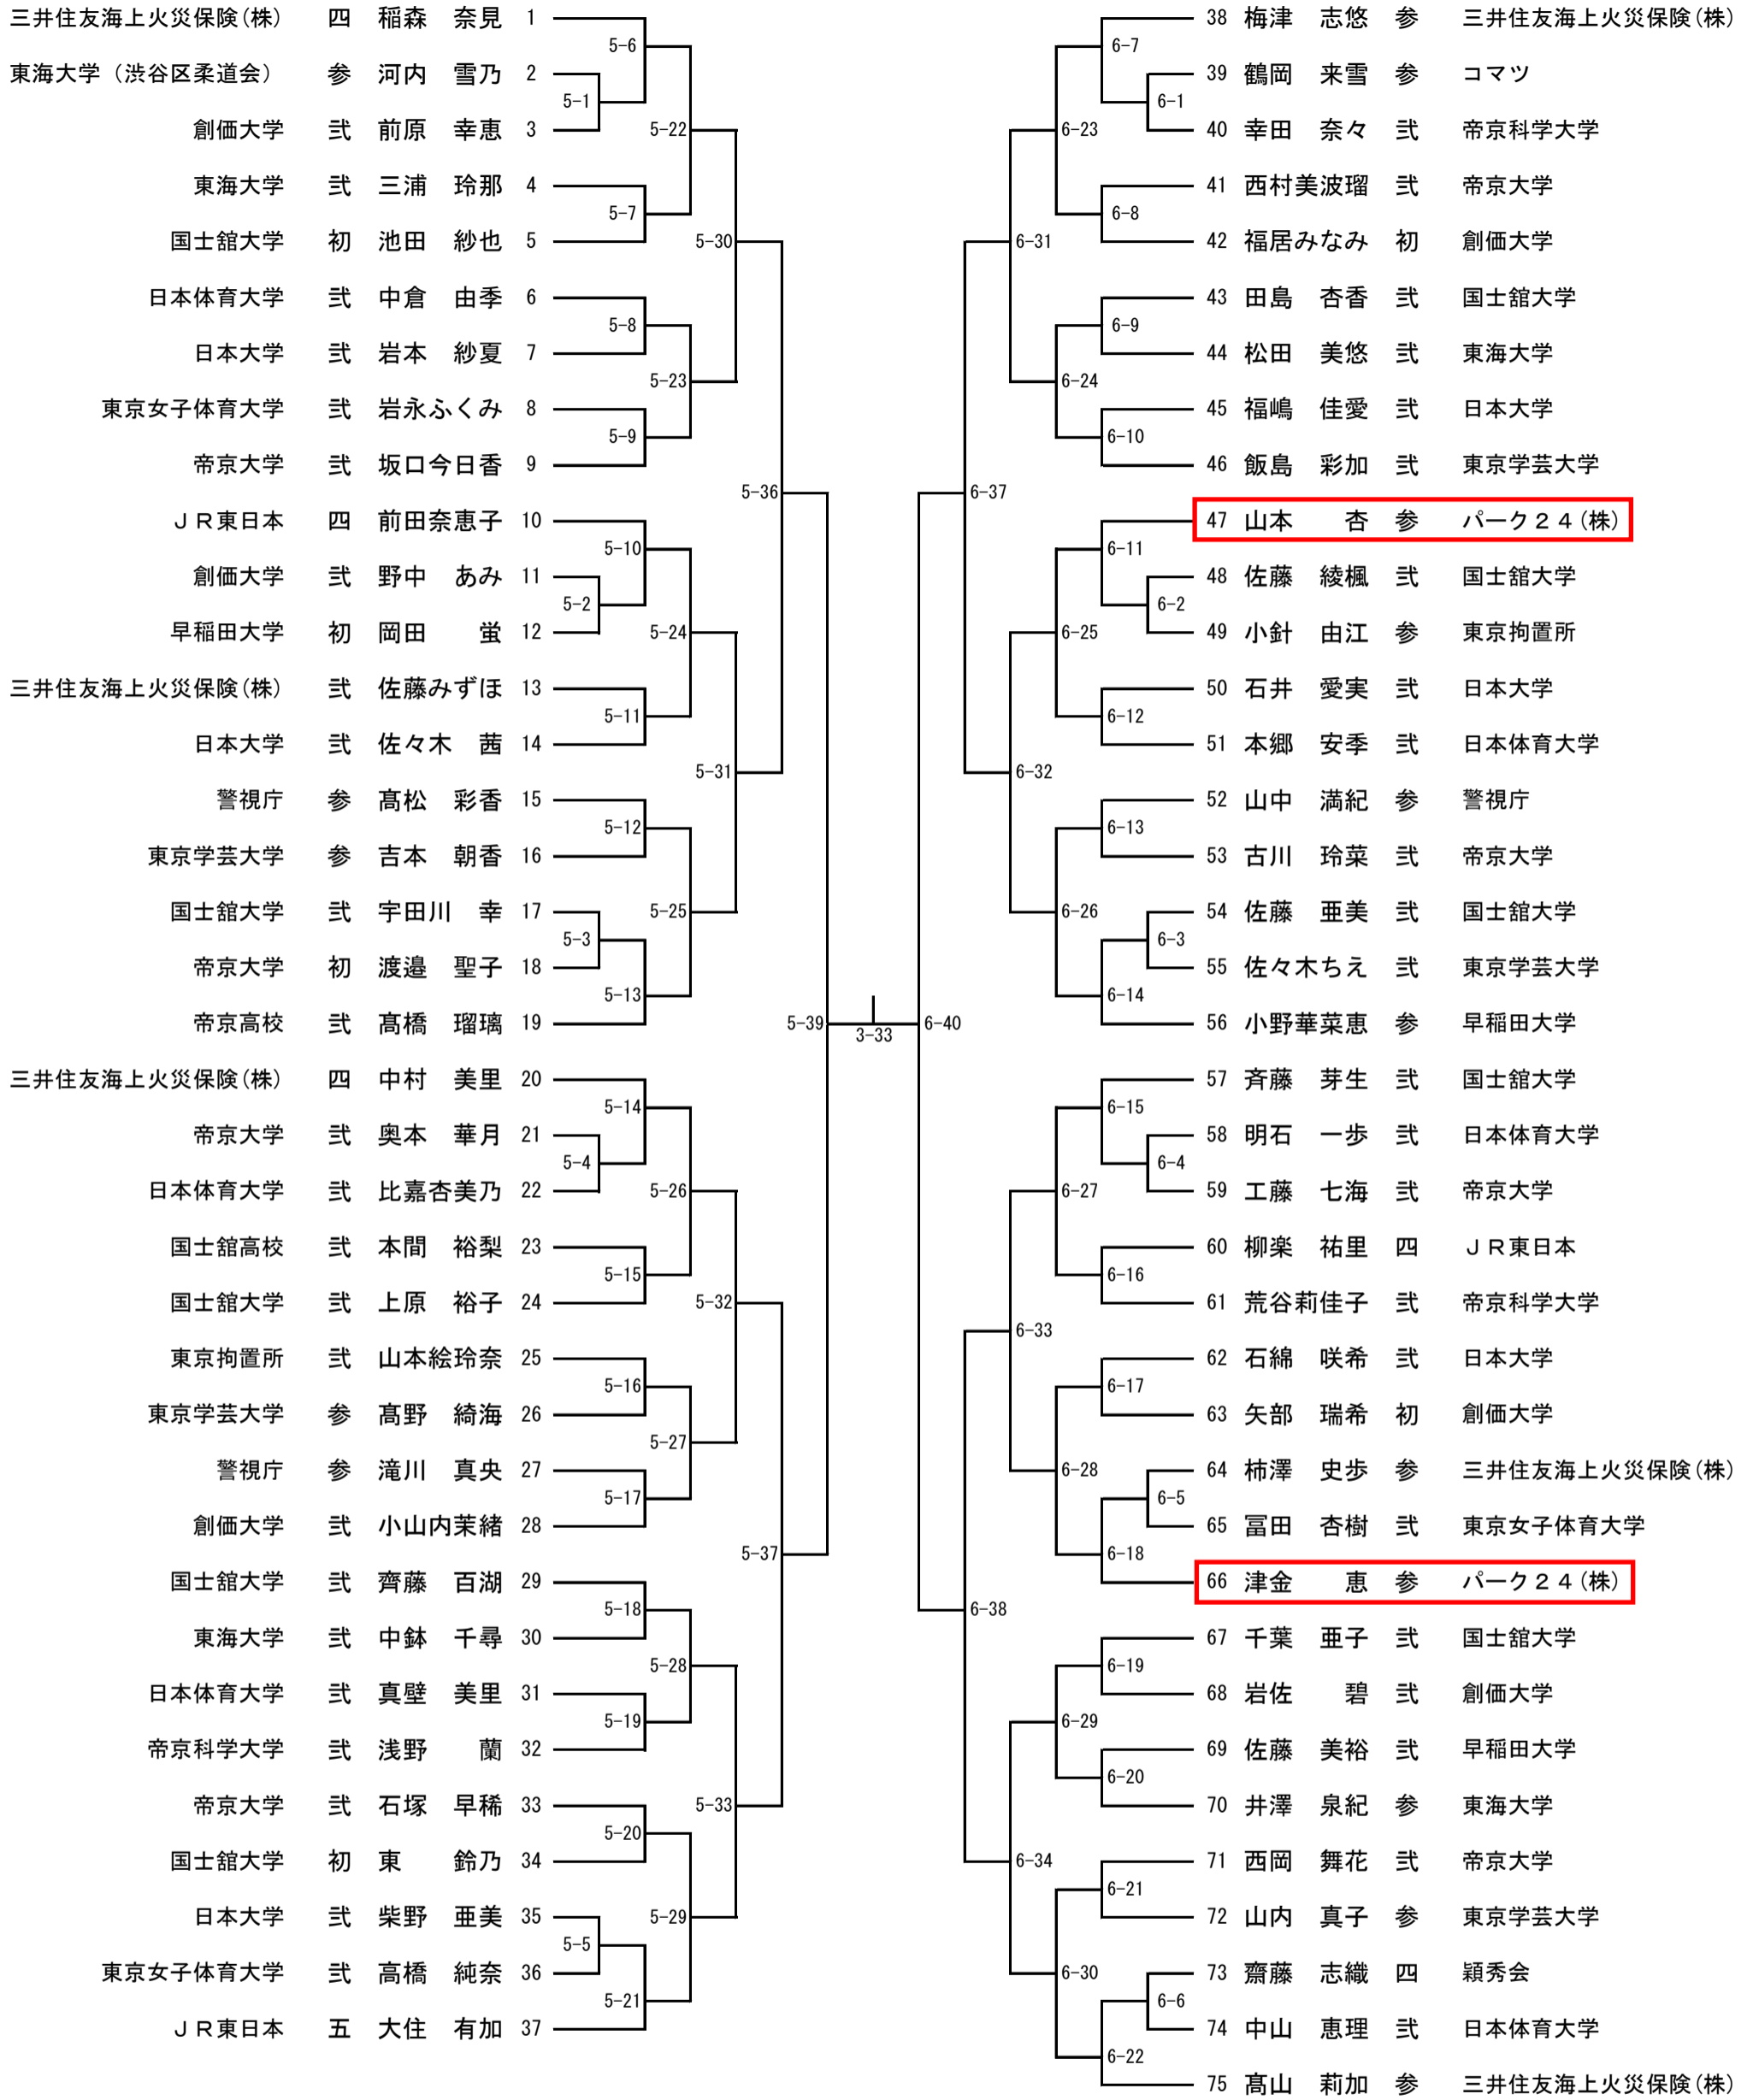 三井住友海上火災保険(株) 四 稲森 奈見 1
5-6
東海大学（渋谷区柔道会） 参 河内 雪乃 2
5-1
創価大学 弐 前原 幸恵 3
5-22
東海大学 弐 三浦 玲那 4
5-7
国士舘大学 初 池田 紗也 5
5-30
日本体育大学 弐 中倉 由季 6
5-8
日本大学 弐 岩本 紗夏 7
5-23
東京女子体育大学 弐 岩永ふくみ 8
5-9
帝京大学 弐 坂口今日香 9
5-36
ＪＲ東日本 四 前田奈恵子 10
5-10
創価大学 弐 野中 あみ 11
5-2
早稲田大学 初 岡田 蛍 12
5-24
三井住友海上火災保険(株) 弐 佐藤みずほ 13
5-11
日本大学 弐 佐々木 茜 14
5-31
警視庁 参 髙松 彩香 15
5-12
東京学芸大学 参 吉本 朝香 16
国士舘大学 弐 宇田川 幸 17
5-25
5-3
帝京大学 初 渡邉 聖子 18
5-13
帝京高校 弐 髙橋 瑠璃 19
5-39
3-33
三井住友海上火災保険(株) 四 中村 美里 20
5-14
帝京大学 弐 奥本 華月 21
5-4
日本体育大学 弐 比嘉杏美乃 22
5-26
国士舘高校 弐 本間 裕梨 23
5-15
国士舘大学 弐 上原 裕子 24
5-32
東京拘置所 弐 山本絵玲奈 25
5-16
東京学芸大学 参 髙野 綺海 26
5-27
警視庁 参 滝川 真央 27
5-17
創価大学 弐 小山内茉緒 28
5-37
国士舘大学 弐 齊藤 百湖 29
5-18
東海大学 弐 中鉢 千尋 30
5-28
日本体育大学 弐 真壁 美里 31
5-19
帝京科学大学 弐 浅野 蘭 32
帝京大学 弐 石塚 早稀 33
5-33
5-20
国士舘大学 初 東 鈴乃 34
日本大学 弐 柴野 亜美 35
5-29
5-5
東京女子体育大学 弐 高橋 純奈 36
5-21
ＪＲ東日本 五 大住 有加 37
38 梅津 志悠 参 三井住友海上火災保険(株)
6-7
39 鶴岡 来雪 参 コマツ
6-1
40 幸田 奈々 弐 帝京科学大学
6-23
41 西村美波瑠 弐 帝京大学
6-8
42 福居みなみ 初 創価大学
6-31
43 田島 杏香 弐 国士舘大学
6-9
44 松田 美悠 弐 東海大学
6-24
45 福嶋 佳愛 弐 日本大学
6-10
46 飯島 彩加 弐 東京学芸大学
6-37
47 山本 杏 参 パーク２４(株)
6-11
48 佐藤 綾楓 弐 国士舘大学
6-2
49 小針 由江 参 東京拘置所
6-25
50 石井 愛実 弐 日本大学
6-12
51 本郷 安季 弐 日本体育大学
6-32
52 山中 満紀 参 警視庁
6-13
53 古川 玲菜 弐 帝京大学
54 佐藤 亜美 弐 国士舘大学
6-26
6-3
55 佐々木ちえ 弐 東京学芸大学
6-14
56 小野華菜恵 参 早稲田大学
6-40
57 斉藤 芽生 弐 国士舘大学
6-15
58 明石 一歩 弐 日本体育大学
6-4
59 工藤 七海 弐 帝京大学
6-27
60 柳楽 祐里 四 ＪＲ東日本
6-16
61 荒谷莉佳子 弐 帝京科学大学
6-33
62 石綿 咲希 弐 日本大学
6-17
63 矢部 瑞希 初 創価大学
64 柿澤 史歩 参 三井住友海上火災保険(株)
6-28
6-5
65 冨田 杏樹 弐 東京女子体育大学
6-18
66 津金 恵 参 パーク２４(株)
6-38
67 千葉 亜子 弐 国士舘大学
6-19
68 岩佐 碧 弐 創価大学
6-29
69 佐藤 美裕 弐 早稲田大学
6-20
70 井澤 泉紀 参 東海大学
71 西岡 舞花 弐 帝京大学
6-34
6-21
72 山内 真子 参 東京学芸大学
73 齋藤 志織 四 穎秀会
6-30
6-6
74 中山 恵理 弐 日本体育大学
6-22
75 髙山 莉加 参 三井住友海上火災保険(株)